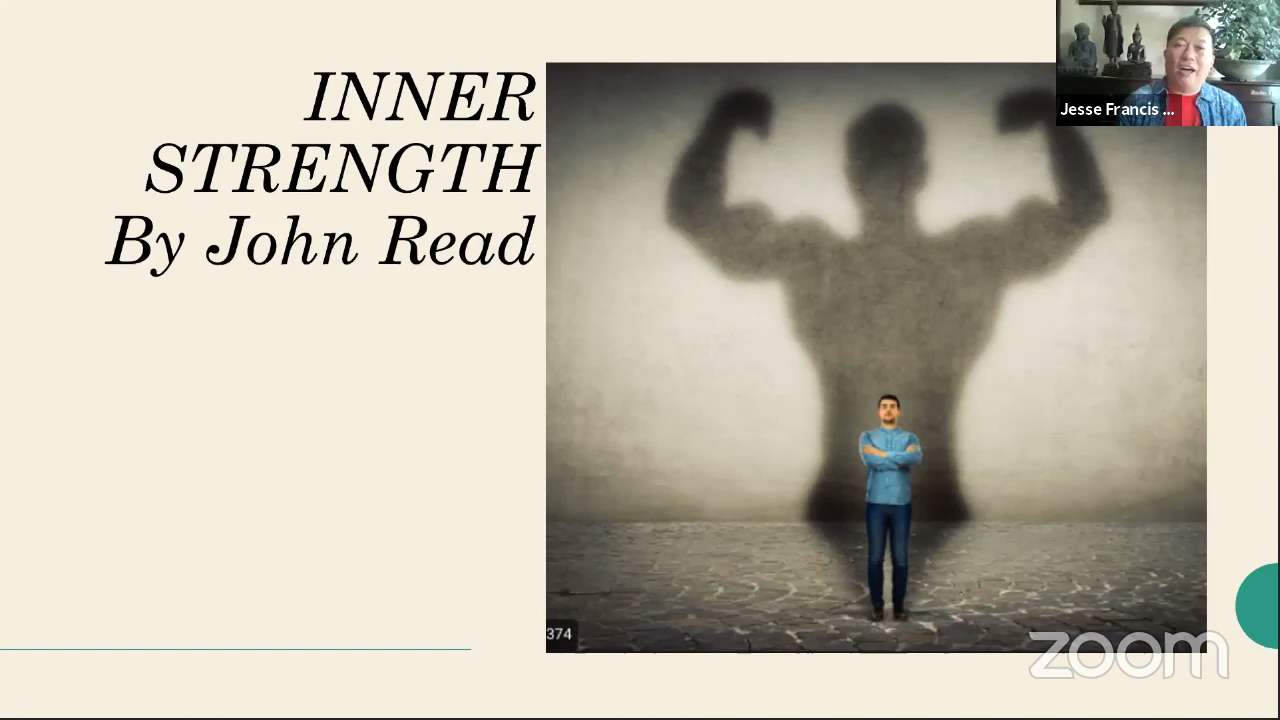 INNER
STRENGTH
By John Read
Jesse Francis ...
374
zoom